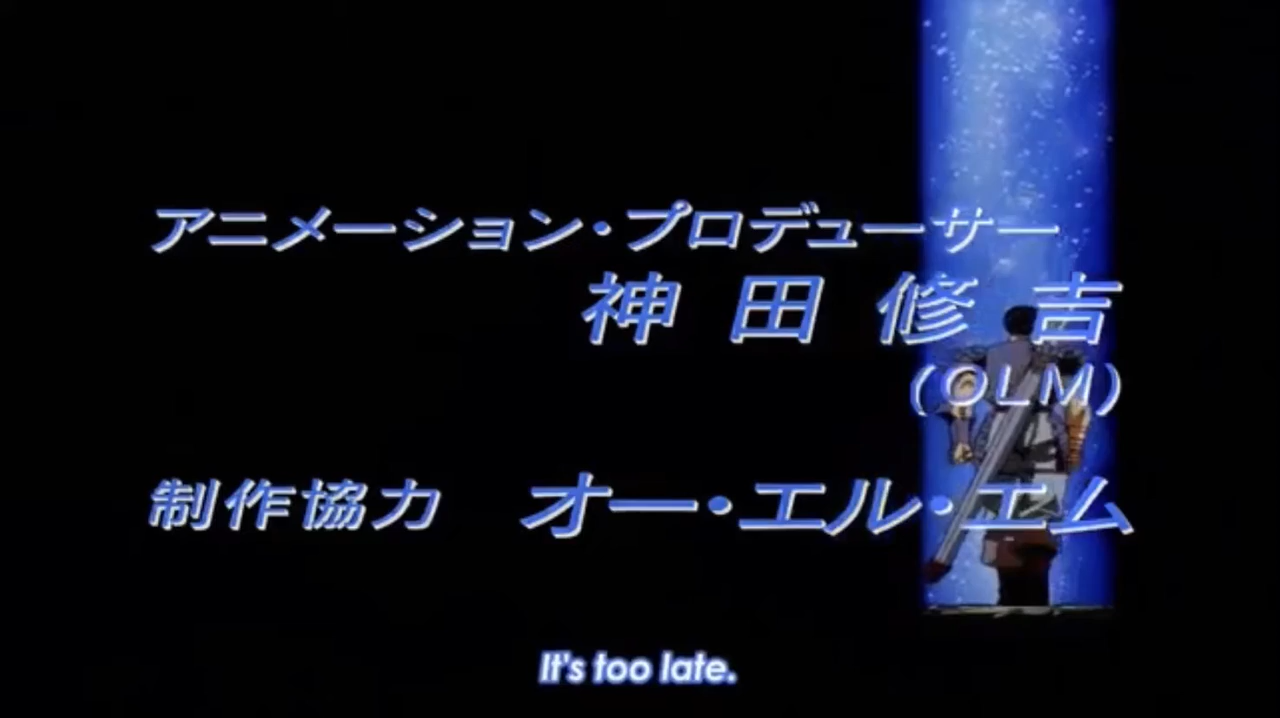 アニメーション・プロデューサー
神田修吉
(OLM)
制作協力 オー・エル・エム
It's too late.